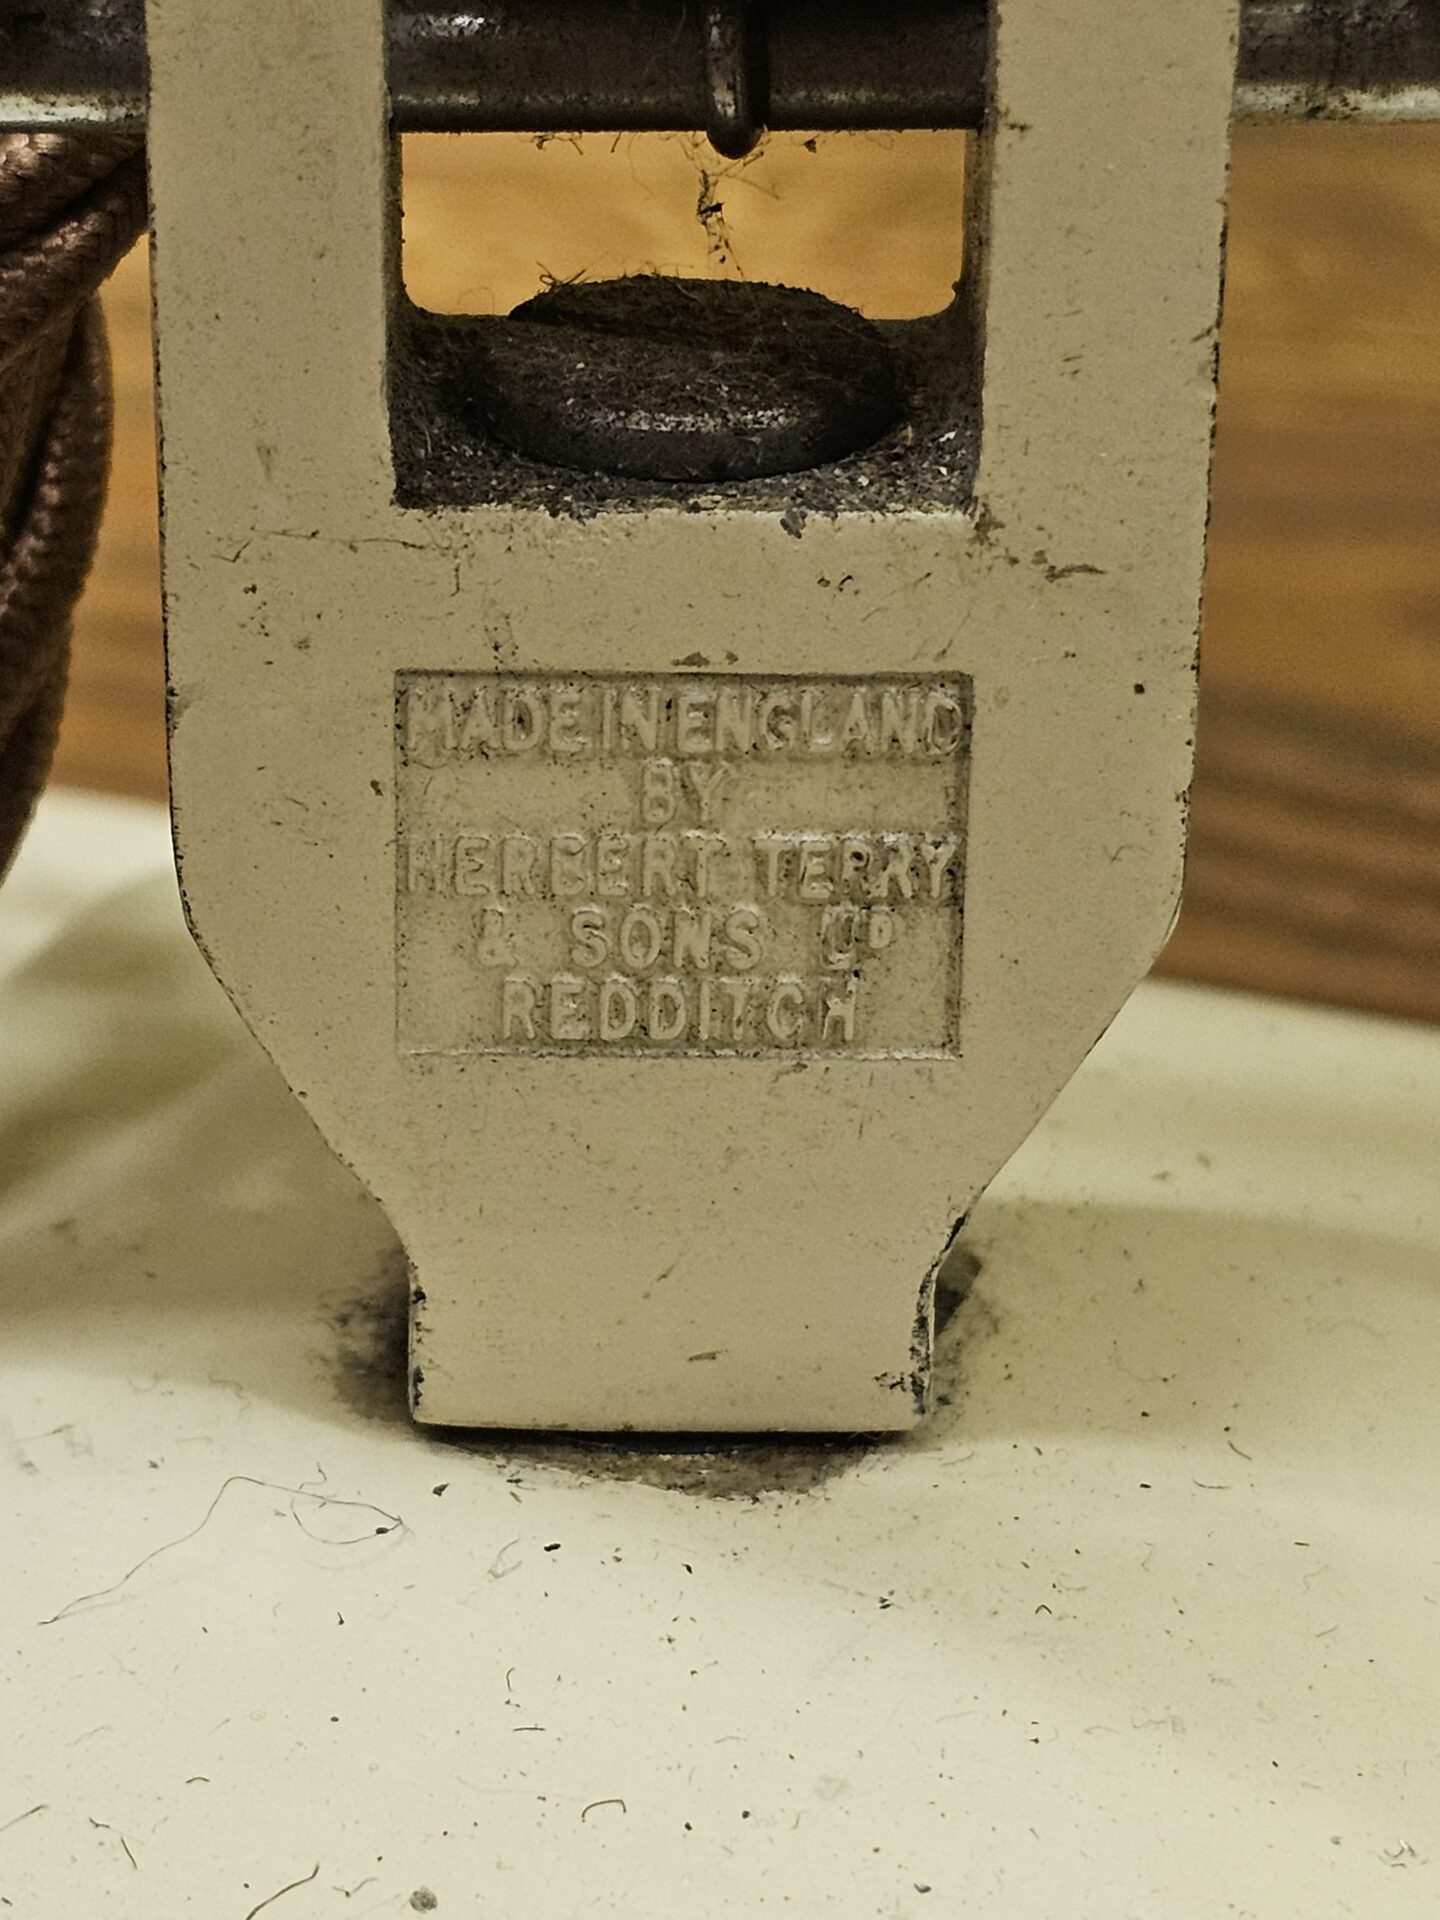 MADE IN ENGLAND
BY
HERBERT TERRY
& SONS LTD
REDDITCH